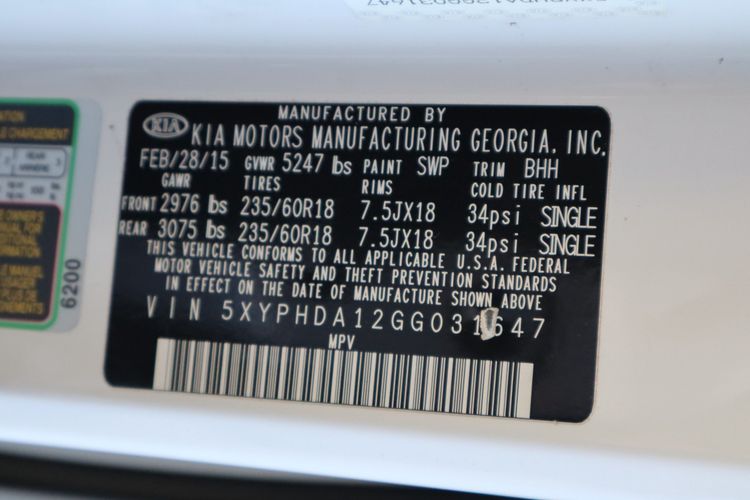 MANUFACTURED BY
KIA KIA MOTORS MANUFACTURING GEORGIA, INC.
FEB/28/15 GVWR 5247 lbs PAINT SWP TRIM BHH
GAWR TIRES RIMS COLD TIRE INFL
FRONT 2976 lbs 235/60R18 7.5JX18 34psi SINGLE
REAR 3075 lbs 235/60R18 7.5JX18 34psi SINGLE
THIS VEHICLE CONFORMS TO ALL APPLICABLE U.S.A. FEDERAL
MOTOR VEHICLE SAFETY AND THEFT PREVENTION STANDARDS
IN EFFECT ON THE DATE OF MANUFACTURE SHOWN ABOVE
VIN 5XYPHDA12GG031647
MPV
6200